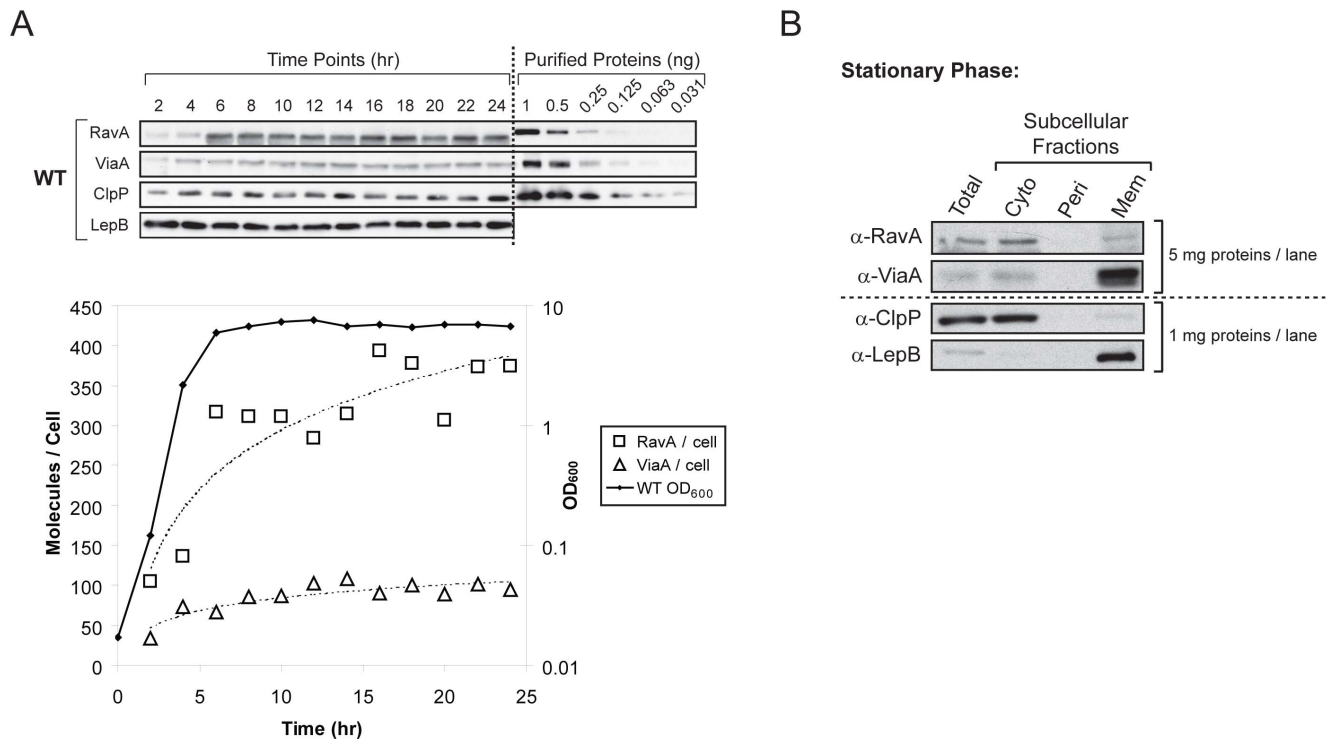 A
Time Points (hr)
Purified Proteins (ng)
2 4 6 8 10 12 14 16 18 20 22 24 1 0.5 0.25 0.125 0.063 0.031
WT
RavA
ViaA
ClpP
LepB
450
400
350
300
250
200
150
100
50
0
Molecules / Cell
10
1
0.1
0.01
OD600
0 5 10 15 20 25
Time (hr)
RavA / cell
ViaA / cell
WT OD600
B
Stationary Phase:
Subcellular
Fractions
Total Cyto Peri Mem
α-RavA
α-ViaA
5 mg proteins / lane
α-ClpP
α-LepB
1 mg proteins / lane